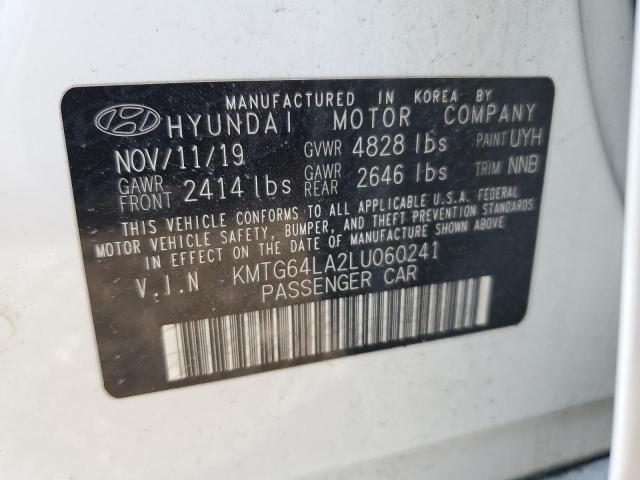 MANUFACTURED IN KOREA BY
HYUNDAI MOTOR COMPANY
NOV/11/19 GVWR 4828 lbs PAINT UYH
GAWR FRONT 2414 lbs GAWR REAR 2646 lbs TRIM NNB
THIS VEHICLE CONFORMS TO ALL APPLICABLE U.S.A. FEDERAL
MOTOR VEHICLE SAFETY, BUMPER, AND THEFT PREVENTION STANDARDS
IN EFFECT ON THE DATE OF MANUFACTURE SHOWN ABOVE.
V.I.N KMTG64LA2LU060241
PASSENGER CAR